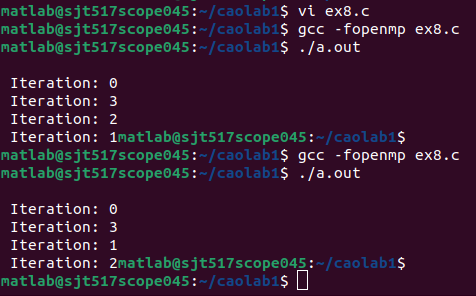 matlab@sjt517scope045:~/caolab1$ vi ex8.c
matlab@sjt517scope045:~/caolab1$ gcc -fopenmp ex8.c
matlab@sjt517scope045:~/caolab1$ ./a.out
Iteration: 0
Iteration: 3
Iteration: 2
Iteration: 1matlab@sjt517scope045:~/caolab1$
matlab@sjt517scope045:~/caolab1$ gcc -fopenmp ex8.c
matlab@sjt517scope045:~/caolab1$ ./a.out
Iteration: 0
Iteration: 3
Iteration: 1
Iteration: 2matlab@sjt517scope045:~/caolab1$
matlab@sjt517scope045:~/caolab1$